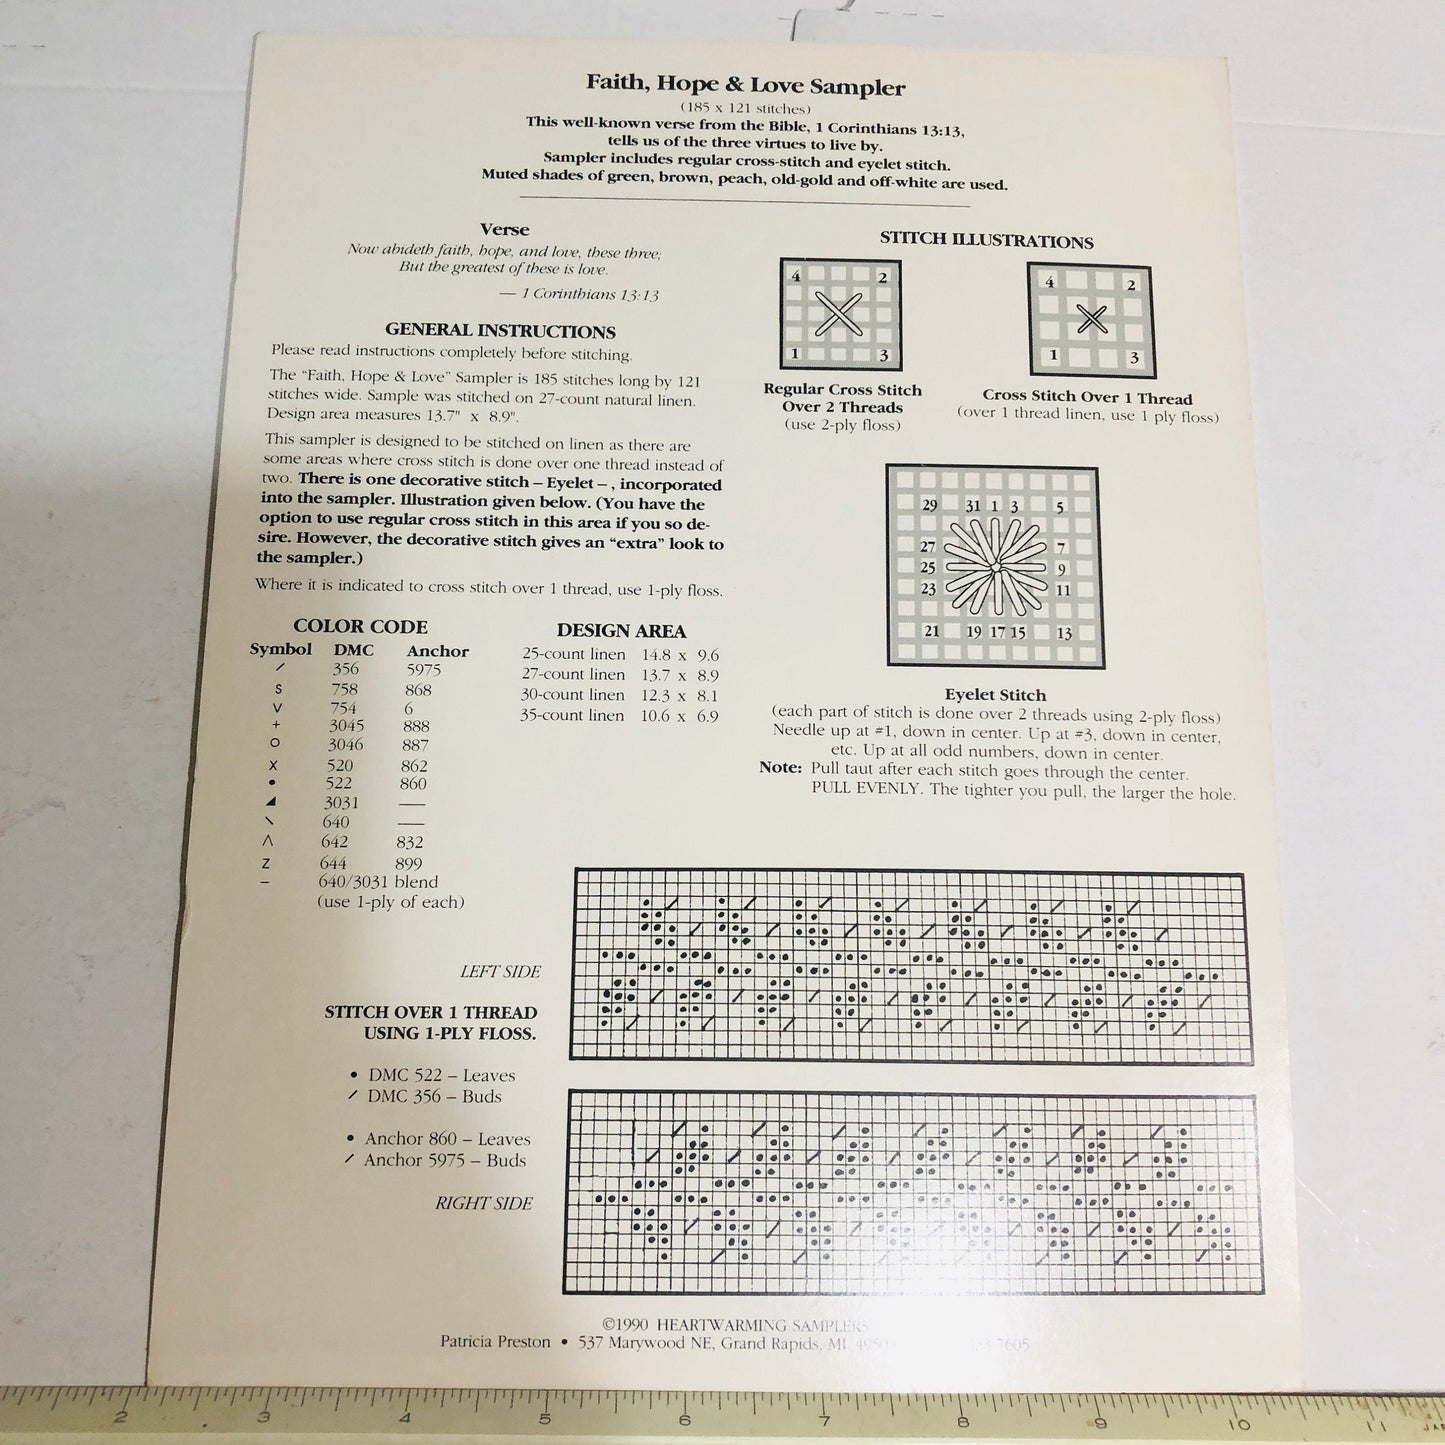 Faith, Hope & Love Sampler
(185 x 121 stitches)
This well-known verse from the Bible, 1 Corinthians 13:13,
tells us of the three virtues to live by.
Sampler includes regular cross-stitch and eyelet stitch.
Muted shades of green, brown, peach, old-gold and off-white are used.
Verse
Now abideth faith, hope, and love, these three;
But the greatest of these is love.
— 1 Corinthians 13:13
GENERAL INSTRUCTIONS
Please read instructions completely before stitching.
The "Faith, Hope & Love" Sampler is 185 stitches long by 121
stitches wide. Sample was stitched on 27-count natural linen.
Design area measures 13.7" x 8.9".
This sampler is designed to be stitched on linen as there are
some areas where cross stitch is done over one thread instead of
two. There is one decorative stitch – Eyelet – , incorporated
into the sampler. Illustration given below. (You have the
option to use regular cross stitch in this area if you so de-
sire. However, the decorative stitch gives an "extra" look to
the sampler.)
Where it is indicated to cross stitch over 1 thread, use 1-ply floss.
COLOR CODE
Symbol DMC Anchor
/ 356 5975
S 758 868
V 754 6
+ 3045 888
O 3046 887
X 520 862
• 522 860
◢ 3031 —
\ 640 —
Λ 642 832
Z 644 899
– 640/3031 blend
(use 1-ply of each)
DESIGN AREA
25-count linen 14.8 x 9.6
27-count linen 13.7 x 8.9
30-count linen 12.3 x 8.1
35-count linen 10.6 x 6.9
STITCH ILLUSTRATIONS
4 2
1 3
Regular Cross Stitch
Over 2 Threads
(use 2-ply floss)
4 2
1 3
Cross Stitch Over 1 Thread
(over 1 thread linen, use 1 ply floss)
29 31 1 3 5
27 7
25 9
23 11
21 19 17 15 13
Eyelet Stitch
(each part of stitch is done over 2 threads using 2-ply floss)
Needle up at #1, down in center. Up at #3, down in center,
etc. Up at all odd numbers, down in center.
Note: Pull taut after each stitch goes through the center.
PULL EVENLY. The tighter you pull, the larger the hole.
LEFT SIDE
STITCH OVER 1 THREAD
USING 1-PLY FLOSS.
• DMC 522 – Leaves
/ DMC 356 – Buds
• Anchor 860 – Leaves
/ Anchor 5975 – Buds
RIGHT SIDE
©1990 HEARTWARMING SAMPLERS
Patricia Preston • 537 Marywood NE, Grand Rapids, MI
2 3 4 5 6 7 8 9 10 11